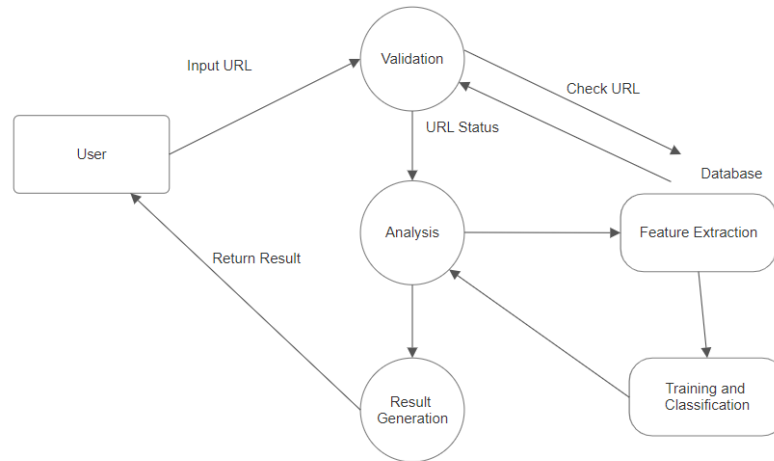 Validation
Input URL
Check URL
URL Status
User
Database
Analysis
Feature Extraction
Return Result
Result
Generation
Training and
Classification